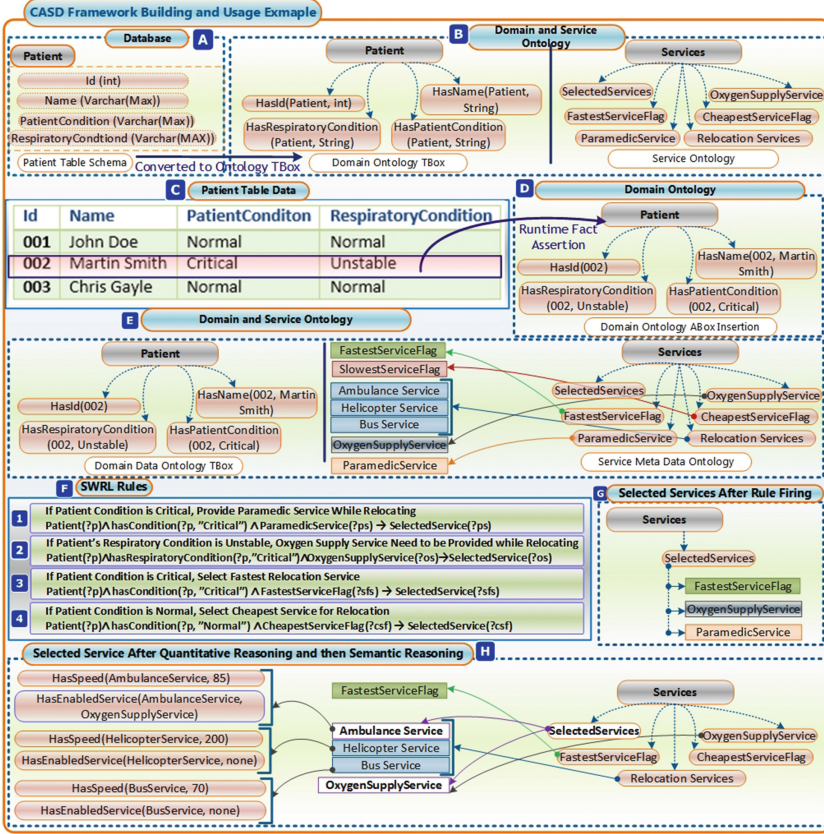 CASD Framework Building and Usage Exmaple
Database
A
Patient
Id (int)
Name (Varchar(Max))
PatientCondition (Varchar(Max))
RespiratoryCondtiond (Varchar(MAX))
Patient Table Schema
Converted to Ontology TBox
B
Domain and Service
Ontology
Patient
HasId(Patient, int)
HasName(Patient,
String)
HasRespiratoryCondition
(Patient, String)
HasPatientCondition
(Patient, String)
Domain Ontology TBox
Services
SelectedServices
OxygenSupplyService
FastestServiceFlag
CheapestServiceFlag
ParamedicService
Relocation Services
Service Ontology
C
Patient Table Data
Id Name PatientConditon RespiratoryCondition
001 John Doe Normal Normal
002 Martin Smith Critical Unstable
003 Chris Gayle Normal Normal
Runtime Fact
Assertion
D
Domain Ontology
Patient
HasId(002)
HasName(002, Martin
Smith)
HasRespiratoryCondition
(002, Unstable)
HasPatientCondition
(002, Critical)
Domain Ontology ABoxInsertion
E
Domain and Service Ontology
Patient
HasId(002)
HasName(002, Martin
Smith)
HasRespiratoryCondition
(002, Unstable)
HasPatientCondition
(002, Critical)
Domain Data Ontology TBox
FastestServiceFlag
SlowestServiceFlag
Ambulance Service
Helicopter Service
Bus Service
OxygenSupplyService
ParamedicService
Services
SelectedServices
OxygenSupplyService
FastestServiceFlag
CheapestServiceFlag
ParamedicService
Relocation Services
Service Meta Data Ontology
F
SWRL Rules
1
If Patient Condition is Critical, Provide Paramedic Service While Relocating
Patient(?p)∧hasCondition(?p, "Critical") ∧ParamedicService(?ps) → SelectedService(?ps)
2
If Patient's Respiratory Condition is Unstable, Oxygen Supply Service Need to be Provided while Relocating
Patient(?p)∧hasRespiratoryCondition(?p,"Critical")∧OxygenSupplyService(?os)→SelectedService(?os)
3
If Patient Condition is Critical, Select Fastest Relocation Service
Patient(?p)∧hasCondition(?p, "Critical") ∧FastestServiceFlag(?sfs) → SelectedService(?sfs)
4
If Patient Condition is Normal, Select Cheapest Service for Relocation
Patient(?p)∧hasCondition(?p, "Normal") ∧CheapestServiceFlag(?csf) → SelectedService(?csf)
G
Selected Services After Rule Firing
Services
SelectedServices
FastestServiceFlag
OxygenSupplyService
ParamedicService
Selected Service After Quantitative Reasoning and then Semantic Reasoning
H
HasSpeed(AmbulanceService, 85)
HasEnabledService(AmbulanceService,
OxygenSupplyService)
HasSpeed(HelicopterService, 200)
HasEnabledService(HelicopterService, none)
HasSpeed(BusService, 70)
HasEnabledService(BusService, none)
FastestServiceFlag
Ambulance Service
Helicopter Service
Bus Service
OxygenSupplyService
Services
SelectedServices
OxygenSupplyService
FastestServiceFlag
CheapestServiceFlag
Relocation Services